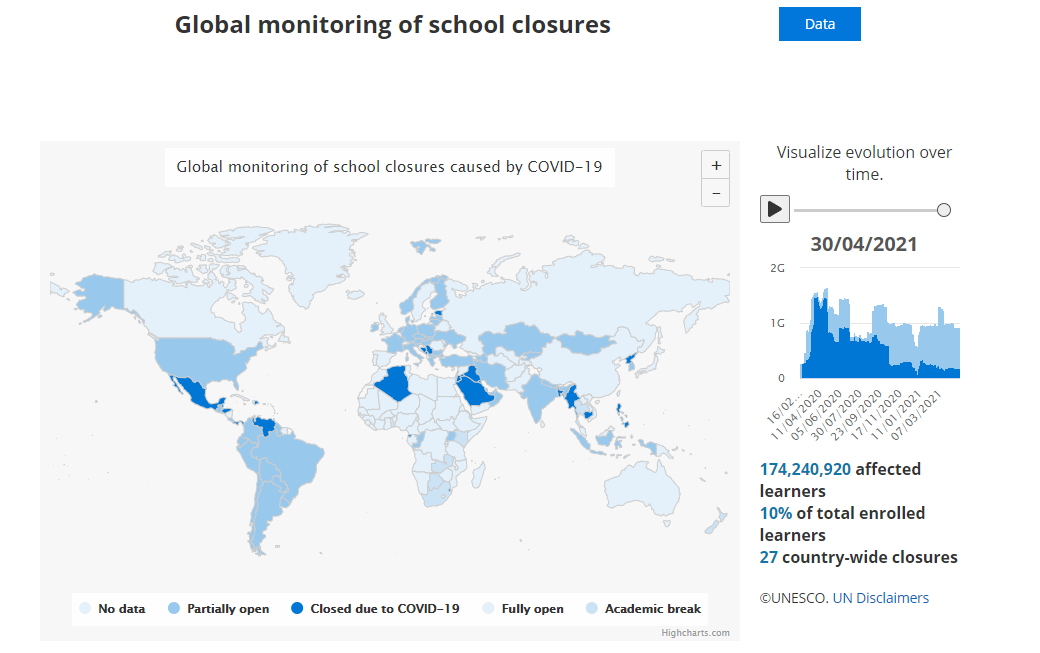 Global monitoring of school closures
Data
Global monitoring of school closures caused by COVID-19
+
−
No data
Partially open
Closed due to COVID-19
Fully open
Academic break
Highcharts.com
Visualize evolution over
time.
30/04/2021
2G
1G
0
16/02…
11/04/2020
05/06/2020
30/07/2020
23/09/2020
17/11/2020
11/01/2021
07/03/2021
174,240,920 affected
learners
10% of total enrolled
learners
27 country-wide closures
©UNESCO. UN Disclaimers